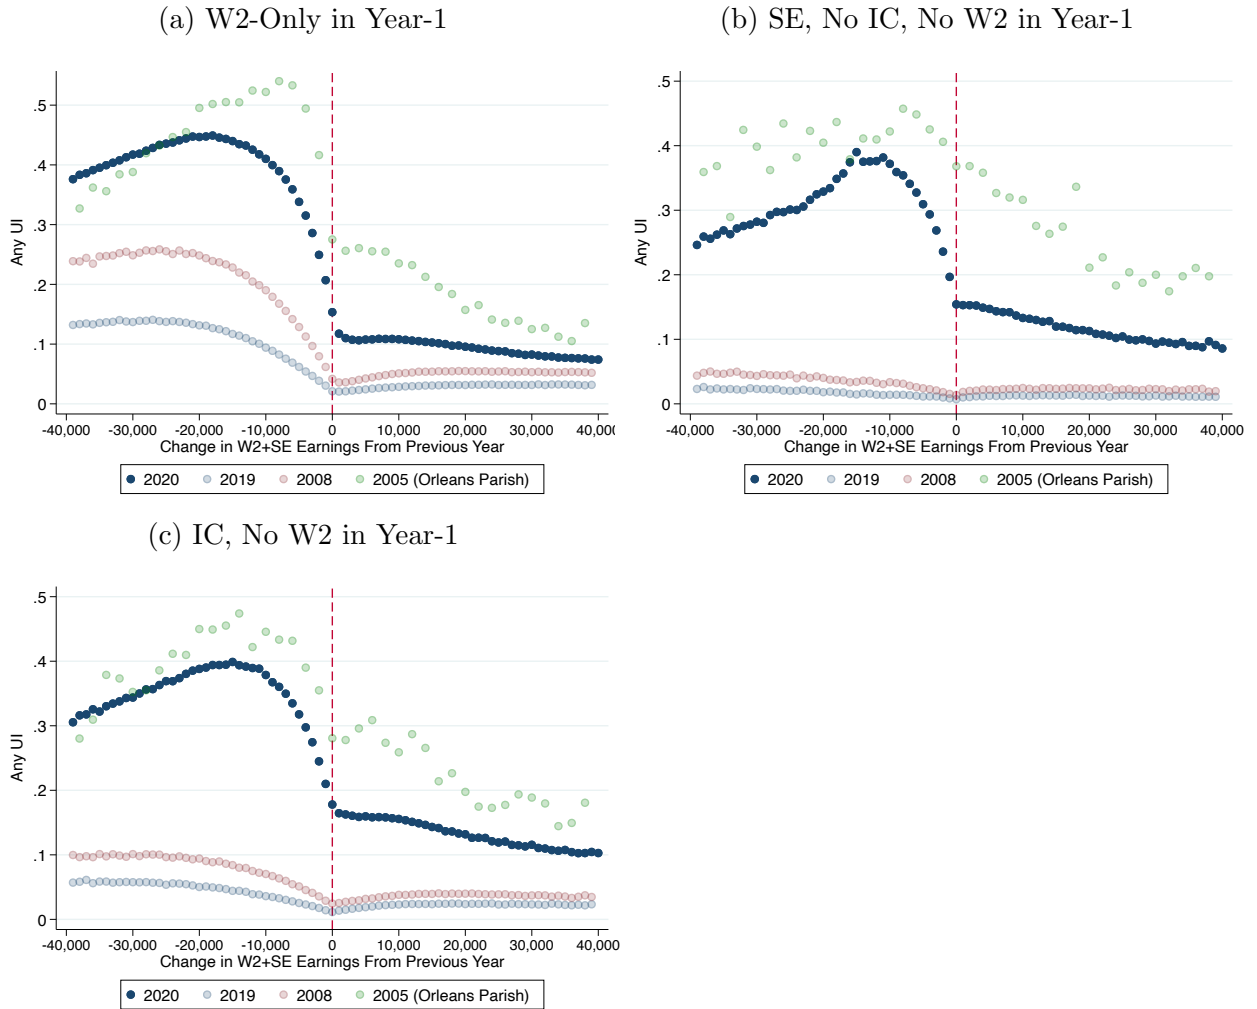 (a) W2-Only in Year-1
.5
.4
.3
.2
.1
0
Any UI
-40,000 -30,000 -20,000 -10,000 0 10,000 20,000 30,000 40,000
Change in W2+SE Earnings From Previous Year
2020 2019 2008 2005 (Orleans Parish)
(b) SE, No IC, No W2 in Year-1
.5
.4
.3
.2
.1
0
Any UI
-40,000 -30,000 -20,000 -10,000 0 10,000 20,000 30,000 40,000
Change in W2+SE Earnings From Previous Year
2020 2019 2008 2005 (Orleans Parish)
(c) IC, No W2 in Year-1
.5
.4
.3
.2
.1
0
Any UI
-40,000 -30,000 -20,000 -10,000 0 10,000 20,000 30,000 40,000
Change in W2+SE Earnings From Previous Year
2020 2019 2008 2005 (Orleans Parish)